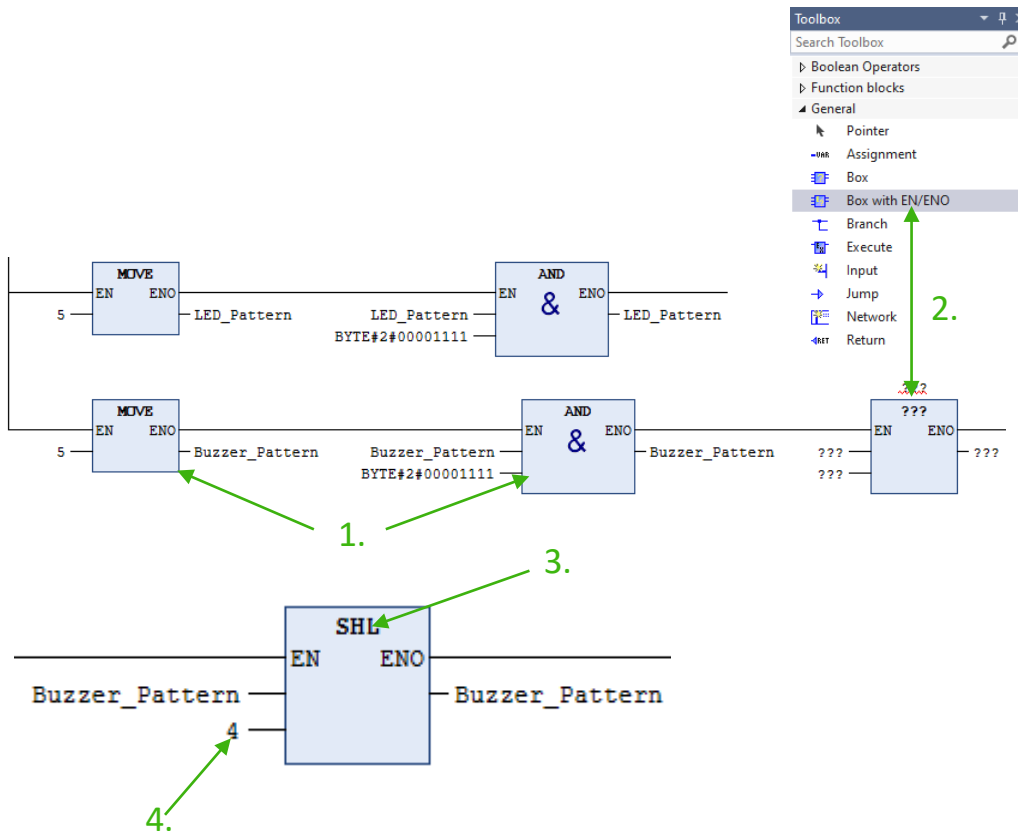 Toolbox
Search Toolbox
Boolean Operators
Function blocks
General
Pointer
-VAR Assignment
Box
Box with EN/ENO
Branch
Execute
Input
Jump
Network
RET Return
2.
MOVE
EN ENO
5 LED_Pattern
AND
&
EN ENO
LED_Pattern LED_Pattern
BYTE#2#00001111
MOVE
EN ENO
5 Buzzer_Pattern
AND
&
EN ENO
Buzzer_Pattern Buzzer_Pattern
BYTE#2#00001111
???
???
EN ENO
??? ???
???
1.
3.
SHL
EN ENO
Buzzer_Pattern Buzzer_Pattern
4
4.